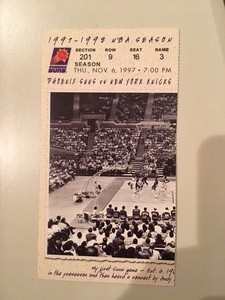 1997-1998 NBA SEASON
SECTION ROW SEAT GAME
201 9 16 3
SEASON
THU, NOV 6, 1997 • 7:00 PM
PHOENIX SUNS vs NEW YORK KNICKS
My first Suns game - Oct.
in the procession and then heard a concert by Andy